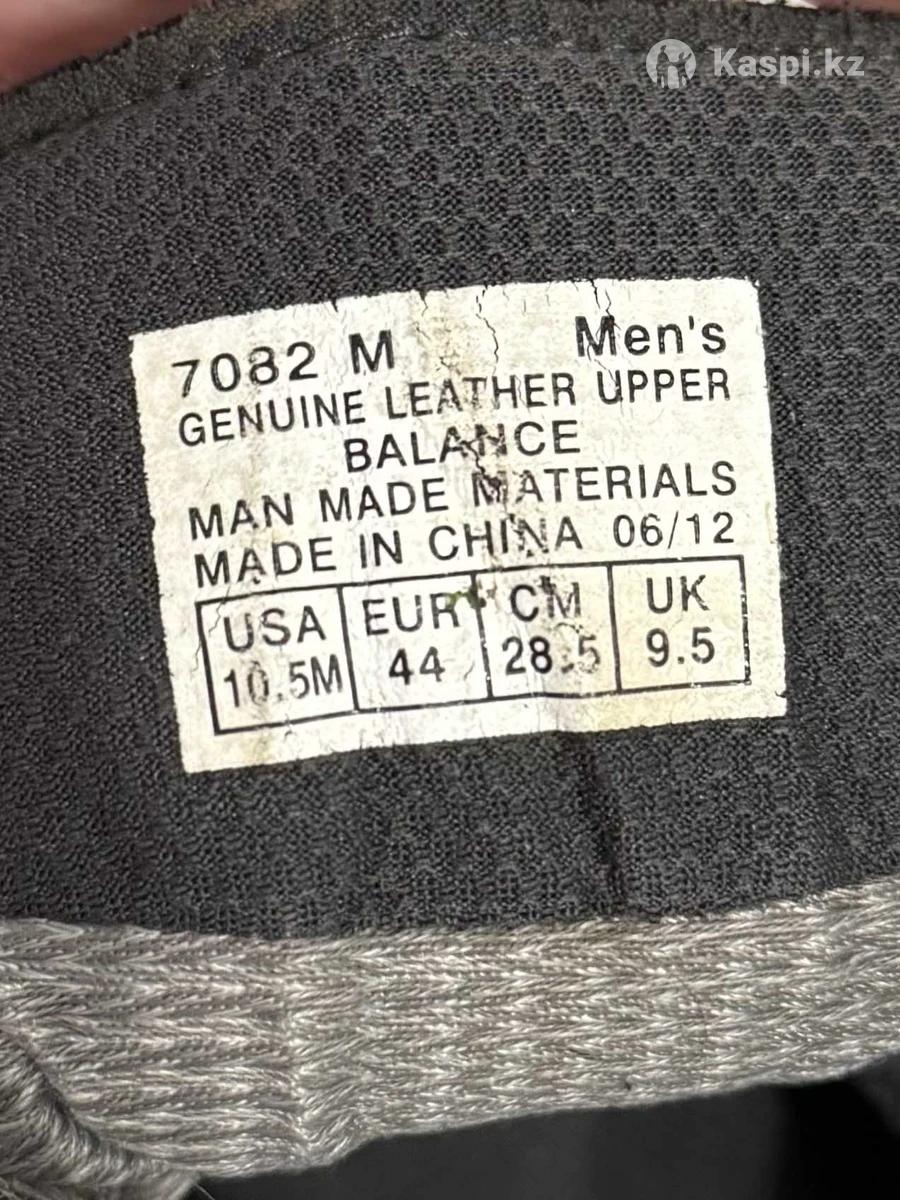 Kaspi.kz
7082 M Men's
GENUINE LEATHER UPPER
BALANCE
MAN MADE MATERIALS
MADE IN CHINA 06/12
USA EUR CM UK
10.5M 44 28.5 9.5